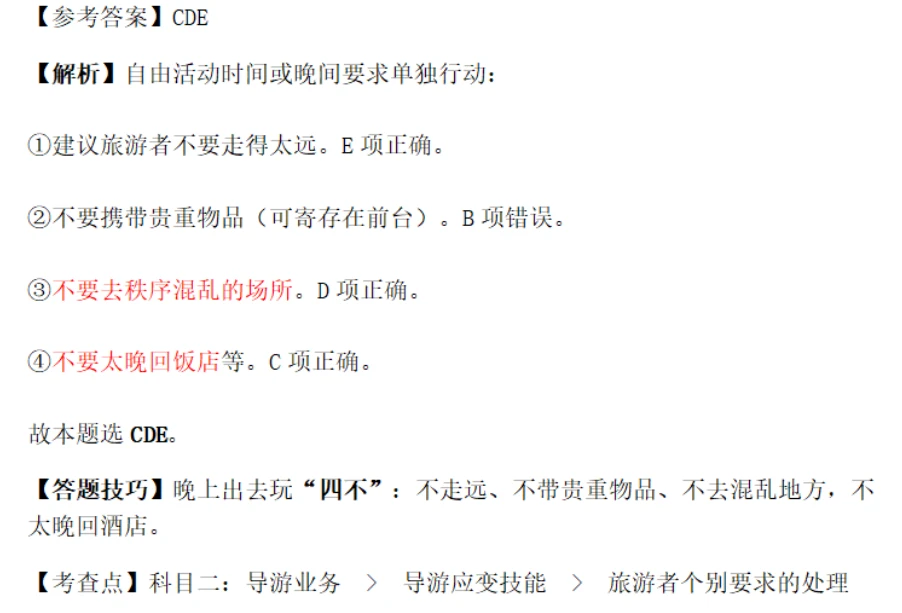 【参考答案】CDE
【解析】自由活动时间或晚间要求单独行动：
①建议旅游者不要走得太远。E 项正确。
②不要携带贵重物品（可寄存在前台）。B 项错误。
③不要去秩序混乱的场所。D 项正确。
④不要太晚回饭店等。C 项正确。
故本题选 CDE。
【答题技巧】晚上出去玩“四不”：不走远、不带贵重物品、不去混乱地方，不
太晚回酒店。
【考查点】科目二：导游业务 > 导游应变技能 > 旅游者个别要求的处理